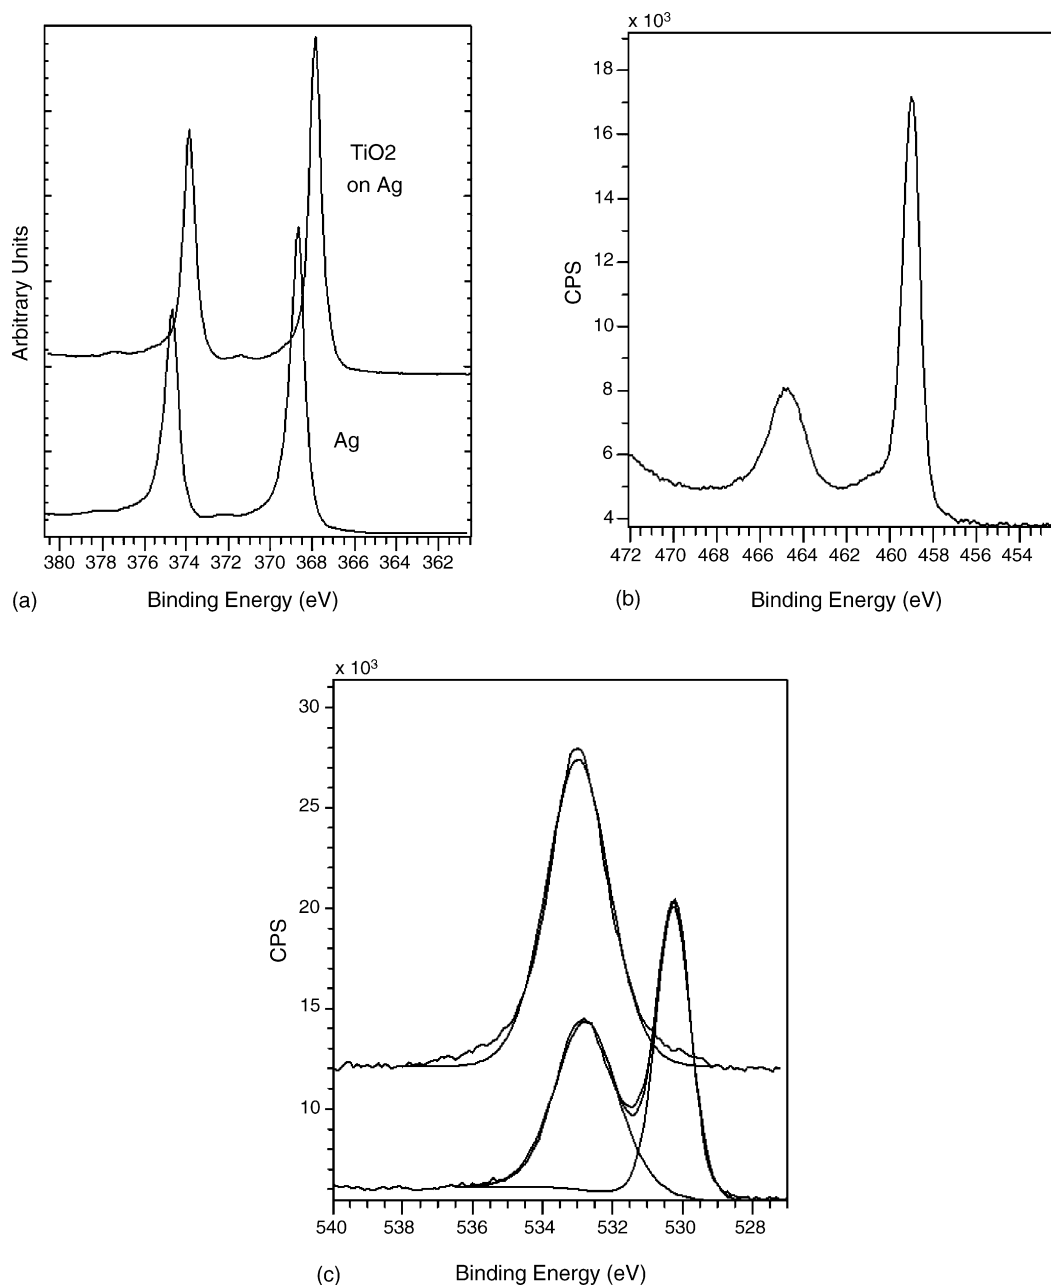 TiO2
on Ag
Ag
Arbitrary Units
380 378 376 374 372 370 368 366 364 362
(a) Binding Energy (eV)
x 10³
18
16
14
12
10
8
6
4
CPS
472 470 468 466 464 462 460 458 456 454
(b) Binding Energy (eV)
x 10³
30
25
20
15
10
CPS
540 538 536 534 532 530 528
(c) Binding Energy (eV)